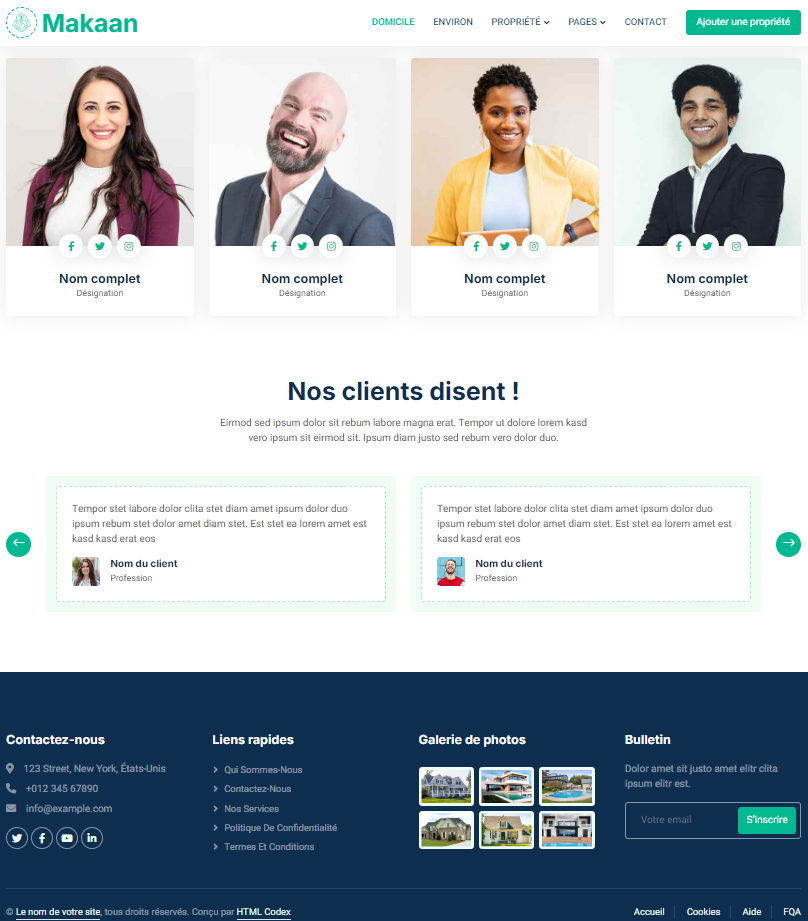 Makaan
DOMICILE ENVIRON PROPRIÉTÉ PAGES CONTACT Ajouter une propriété
Nom complet Nom complet Nom complet Nom complet
Désignation Désignation Désignation Désignation
Nos clients disent !
Eirmod sed ipsum dolor sit rebum labore magna erat. Tempor ut dolore lorem kasd
vero ipsum sit eirmod sit. Ipsum diam justo sed rebum vero dolor duo.
Tempor stet labore dolor clita stet diam amet ipsum dolor duo
ipsum rebum stet dolor amet diam stet. Est stet ea lorem amet est
kasd kasd erat eos
Nom du client
Profession
Tempor stet labore dolor clita stet diam amet ipsum dolor duo
ipsum rebum stet dolor amet diam stet. Est stet ea lorem amet est
kasd kasd erat eos
Nom du client
Profession
Contactez-nous
123 Street, New York, États-Unis
+012 345 67890
info@example.com
Liens rapides
Qui Sommes-Nous
Contactez-Nous
Nos Services
Politique De Confidentialité
Termes Et Conditions
Galerie de photos
Bulletin
Dolor amet sit justo amet elitr clita
ipsum elitr est.
Votre email S'inscrire
© Le nom de votre site, tous droits réservés. Conçu par HTML Codex
Accueil Cookies Aide FQA